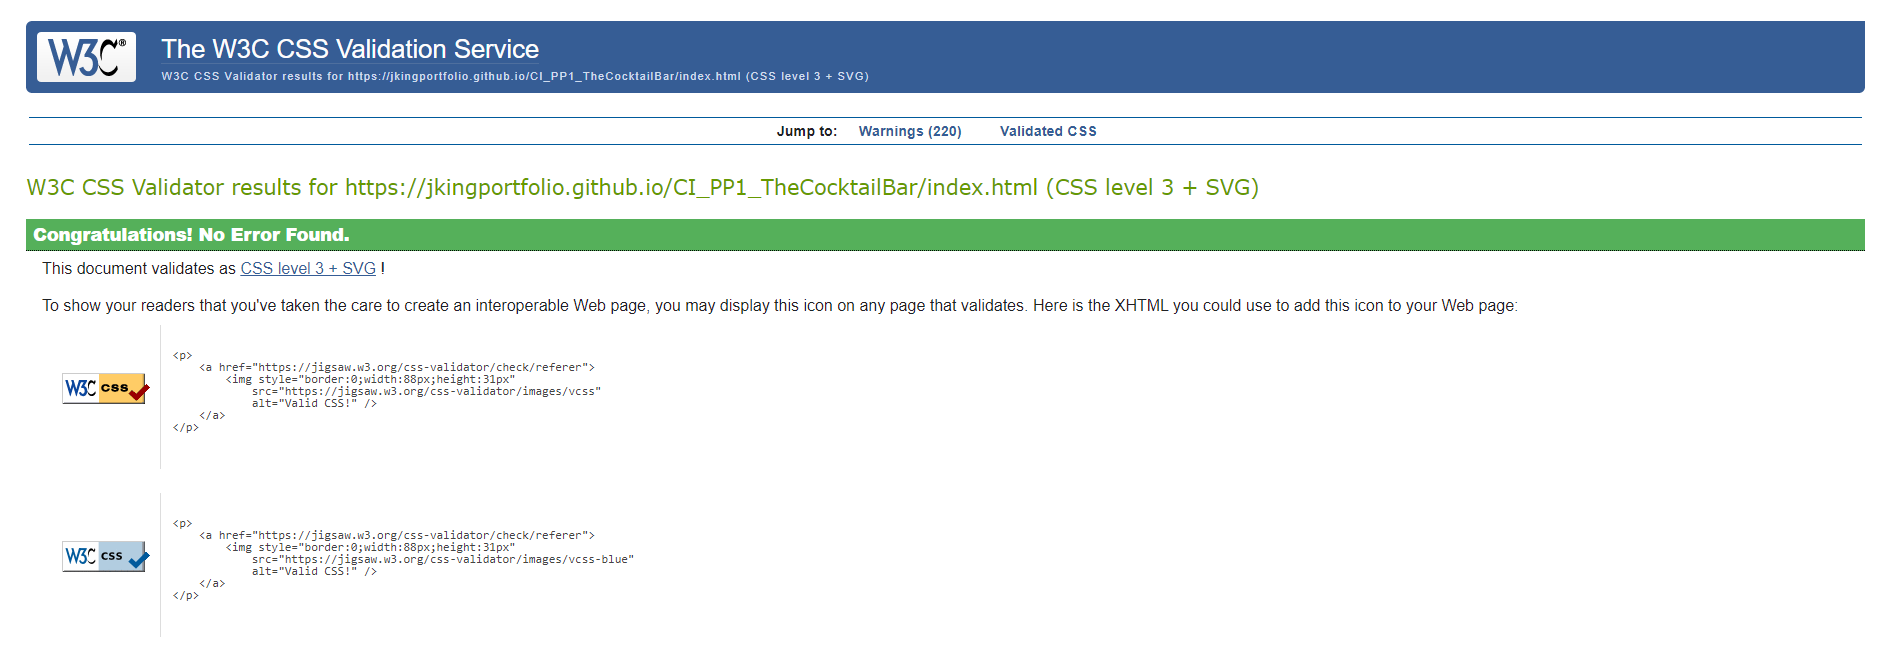 W3C®
The W3C CSS Validation Service
W3C CSS Validator results for https://jkingportfolio.github.io/CI_PP1_TheCocktailBar/index.html (CSS level 3 + SVG)
Jump to: Warnings (220) Validated CSS
W3C CSS Validator results for https://jkingportfolio.github.io/CI_PP1_TheCocktailBar/index.html (CSS level 3 + SVG)
Congratulations! No Error Found.
This document validates as CSS level 3 + SVG !
To show your readers that you've taken the care to create an interoperable Web page, you may display this icon on any page that validates. Here is the XHTML you could use to add this icon to your Web page:
W3C css
<p>
    <a href="https://jigsaw.w3.org/css-validator/check/referer">
        <img style="border:0;width:88px;height:31px"
            src="https://jigsaw.w3.org/css-validator/images/vcss"
            alt="Valid CSS!" />
    </a>
</p>
W3C css
<p>
    <a href="https://jigsaw.w3.org/css-validator/check/referer">
        <img style="border:0;width:88px;height:31px"
            src="https://jigsaw.w3.org/css-validator/images/vcss-blue"
            alt="Valid CSS!" />
    </a>
</p>